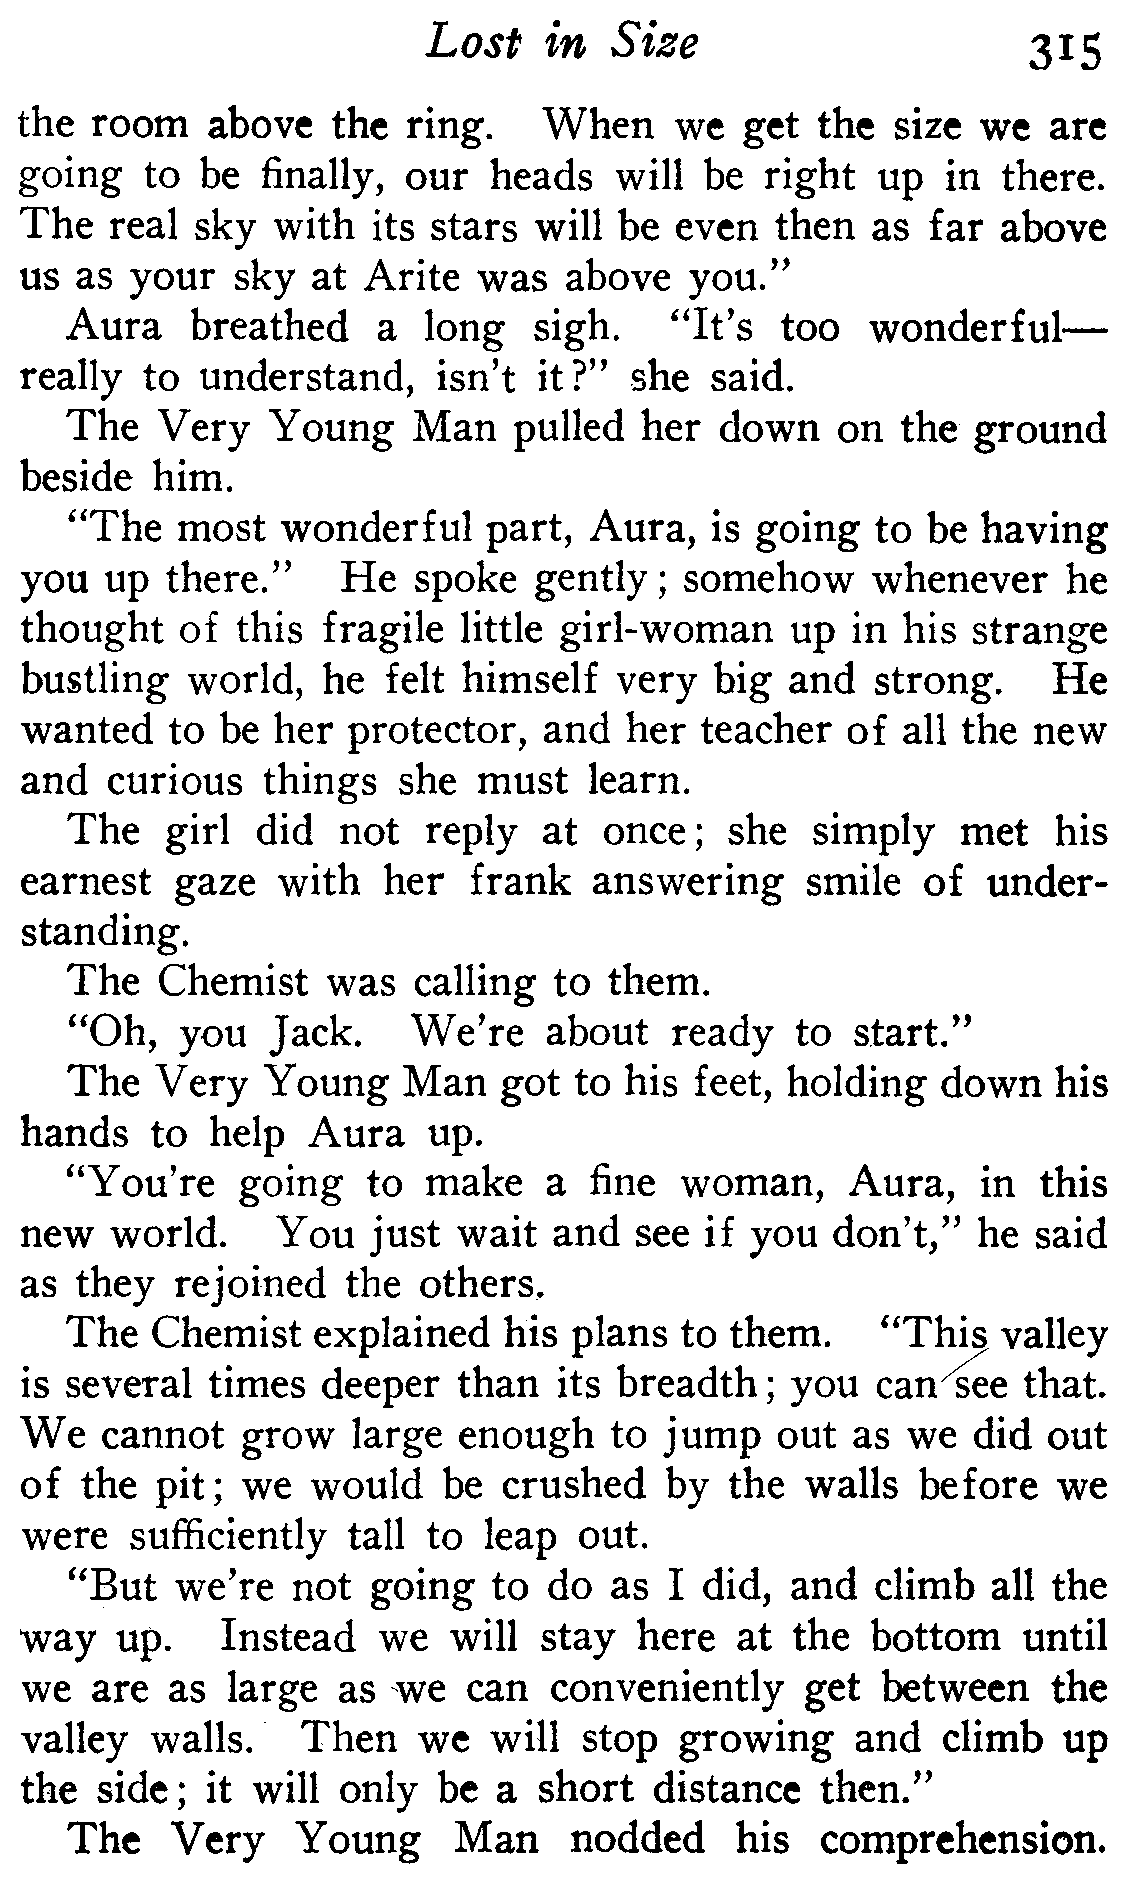 Lost in Size 315
the room above the ring. When we get the size we are
going to be finally, our heads will be right up in there.
The real sky with its stars will be even then as far above
us as your sky at Arite was above you.”
Aura breathed a long sigh. “It's too wonderful—
really to understand, isn't it?” she said.
The Very Young Man pulled her down on the ground
beside him.
“The most wonderful part, Aura, is going to be having
you up there.” He spoke gently; somehow whenever he
thought of this fragile little girl-woman up in his strange
bustling world, he felt himself very big and strong. He
wanted to be her protector, and her teacher of all the new
and curious things she must learn.
The girl did not reply at once; she simply met his
earnest gaze with her frank answering smile of under-
standing.
The Chemist was calling to them.
“Oh, you Jack. We're about ready to start.”
The Very Young Man got to his feet, holding down his
hands to help Aura up.
“You're going to make a fine woman, Aura, in this
new world. You just wait and see if you don't,” he said
as they rejoined the others.
The Chemist explained his plans to them. “This valley
is several times deeper than its breadth; you can see that.
We cannot grow large enough to jump out as we did out
of the pit; we would be crushed by the walls before we
were sufficiently tall to leap out.
“But we're not going to do as I did, and climb all the
way up. Instead we will stay here at the bottom until
we are as large as we can conveniently get between the
valley walls. Then we will stop growing and climb up
the side; it will only be a short distance then.”
The Very Young Man nodded his comprehension.